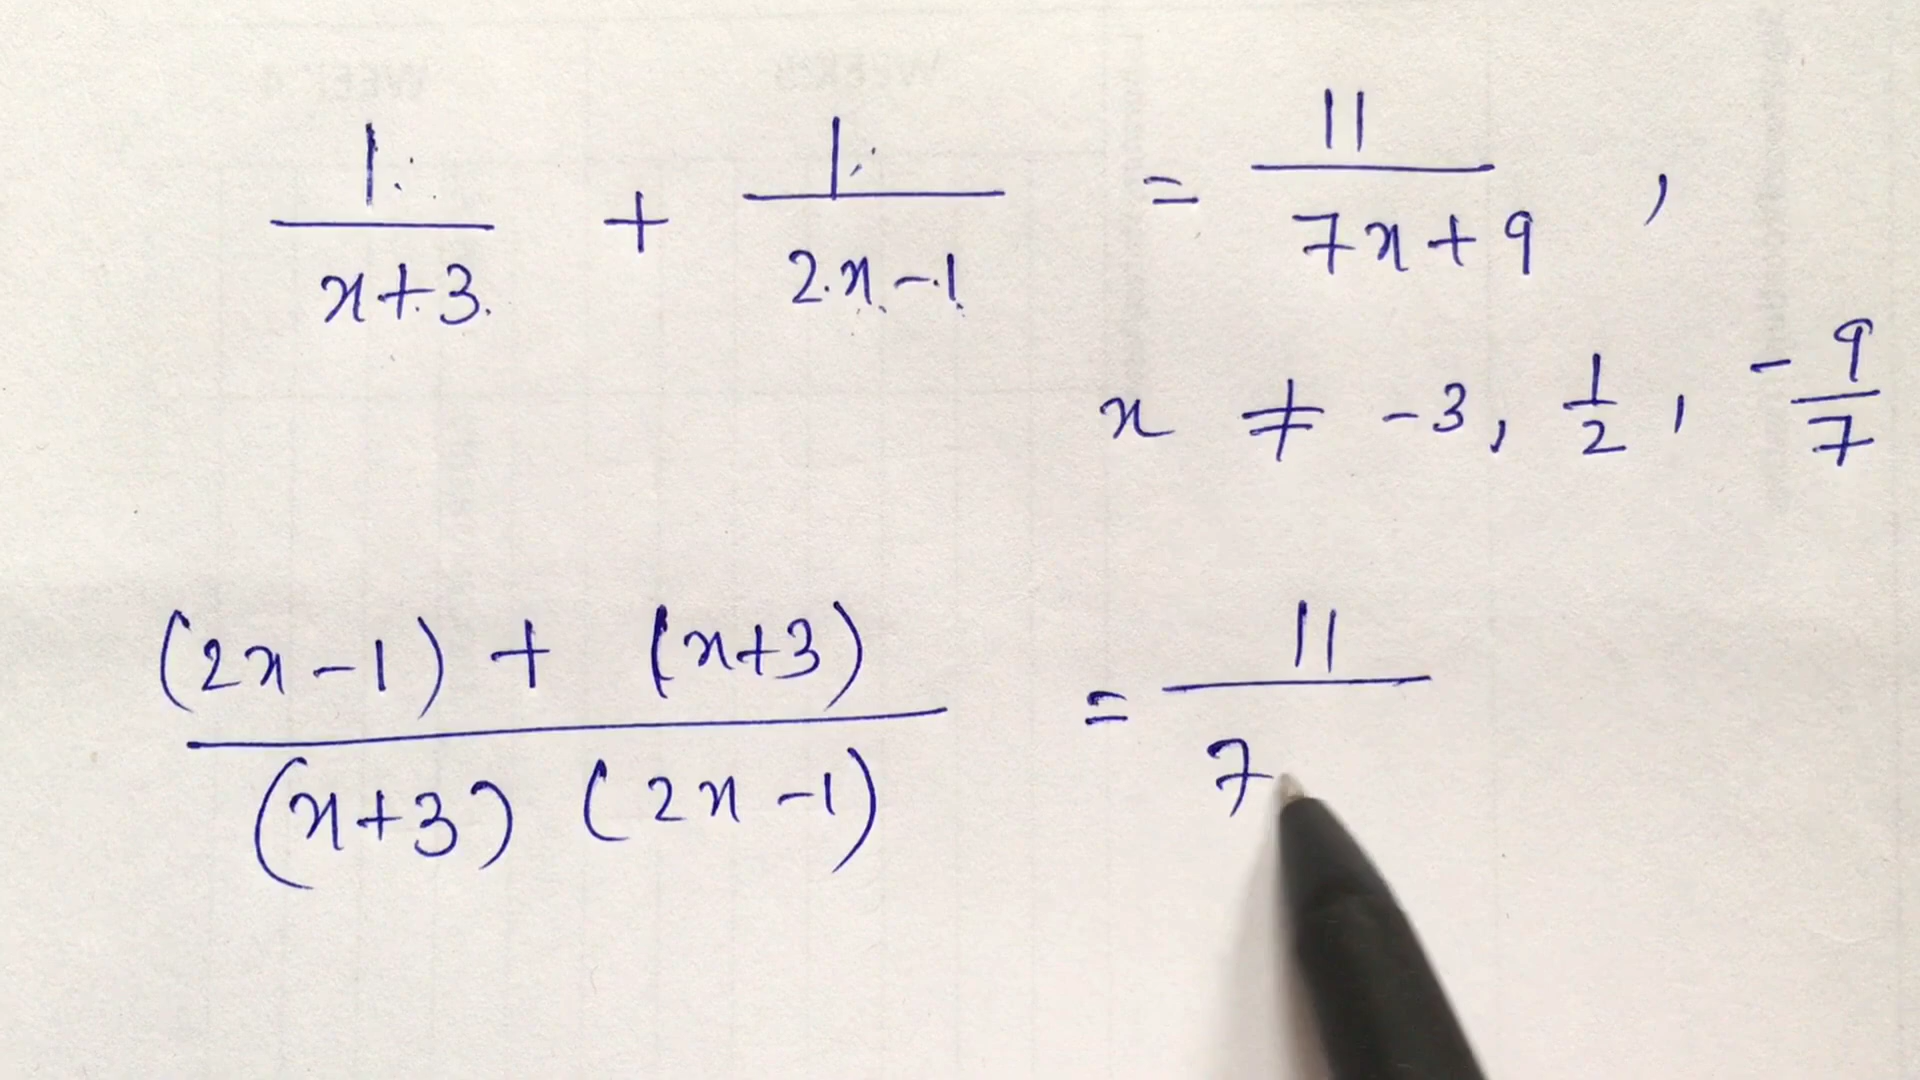 1/(x+3) + 1/(2x-1) = 11/(7x+9),
x ≠ -3, 1/2, -9/7
((2x-1) + (x+3))/((x+3)(2x-1)) = 11/7